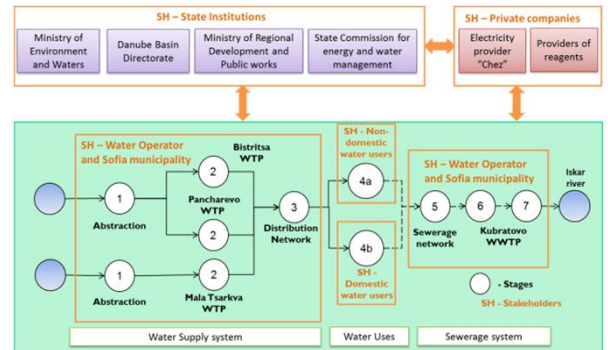 SH – State Institutions
SH – Private companies
Ministry of
Environment
and Waters
Danube Basin
Directorate
Ministry of Regional
Development and
Public works
State Commission for
energy and water
management
Electricity
provider
"Chez"
Providers of
reagents
SH – Water Operator
and Sofia municipality
Bistritsa
WTP
SH - Non-
domestic
water users
SH – Water Operator
and Sofia municipality
Iskar
river
1
Abstraction
2
Pancharevo
WTP
2
3
Distribution
Network
4a
4b
SH -
Domestic
water users
5
Sewerage
network
6
7
Kubratovo
WWTP
1
Abstraction
2
Mala Tsarkva
WTP
- Stages
SH - Stakeholders
Water Supply system
Water Uses
Sewerage system